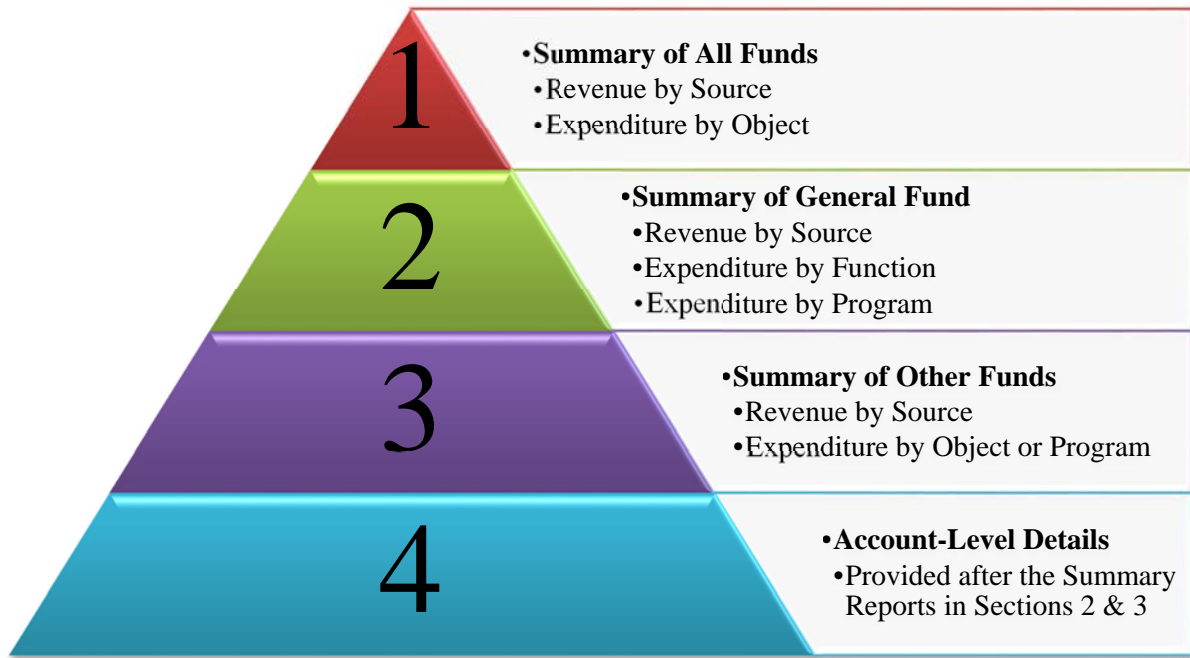 1
•Summary of All Funds
•Revenue by Source
•Expenditure by Object
2
•Summary of General Fund
•Revenue by Source
•Expenditure by Function
•Expenditure by Program
3
•Summary of Other Funds
•Revenue by Source
•Expenditure by Object or Program
4
•Account-Level Details
•Provided after the Summary
Reports in Sections 2 & 3